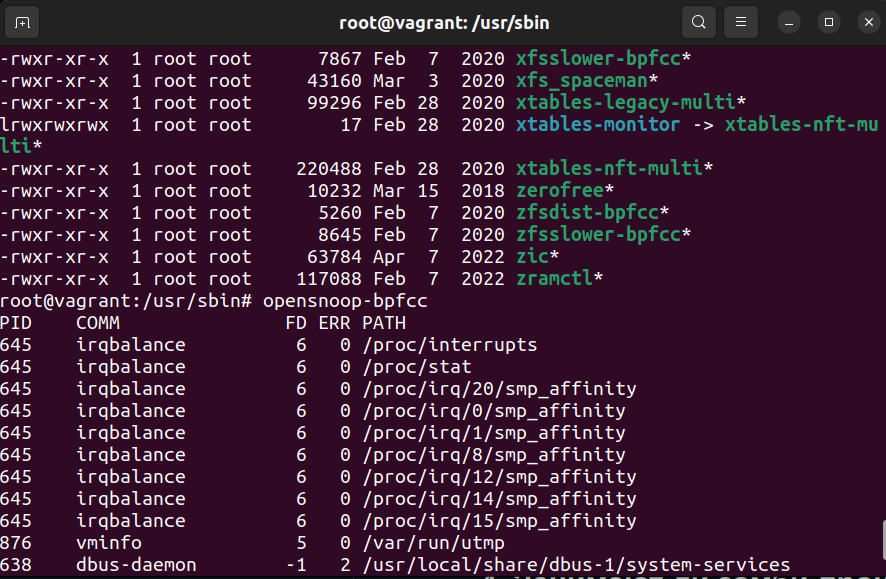 root@vagrant: /usr/sbin
-rwxr-xr-x  1 root root      7867 Feb  7  2020 xfsslower-bpfcc*
-rwxr-xr-x  1 root root     43160 Mar  3  2020 xfs_spaceman*
-rwxr-xr-x  1 root root     99296 Feb 28  2020 xtables-legacy-multi*
lrwxrwxrwx  1 root root        17 Feb 28  2020 xtables-monitor -> xtables-nft-mu
lti*
-rwxr-xr-x  1 root root    220488 Feb 28  2020 xtables-nft-multi*
-rwxr-xr-x  1 root root     10232 Mar 15  2018 zerofree*
-rwxr-xr-x  1 root root      5260 Feb  7  2020 zfsdist-bpfcc*
-rwxr-xr-x  1 root root      8645 Feb  7  2020 zfsslower-bpfcc*
-rwxr-xr-x  1 root root     63784 Apr  7  2022 zic*
-rwxr-xr-x  1 root root    117088 Feb  7  2022 zramctl*
root@vagrant:/usr/sbin# opensnoop-bpfcc
PID    COMM               FD ERR PATH
645    irqbalance          6   0 /proc/interrupts
645    irqbalance          6   0 /proc/stat
645    irqbalance          6   0 /proc/irq/20/smp_affinity
645    irqbalance          6   0 /proc/irq/0/smp_affinity
645    irqbalance          6   0 /proc/irq/1/smp_affinity
645    irqbalance          6   0 /proc/irq/8/smp_affinity
645    irqbalance          6   0 /proc/irq/12/smp_affinity
645    irqbalance          6   0 /proc/irq/14/smp_affinity
645    irqbalance          6   0 /proc/irq/15/smp_affinity
876    vminfo              5   0 /var/run/utmp
638    dbus-daemon        -1   2 /usr/local/share/dbus-1/system-services